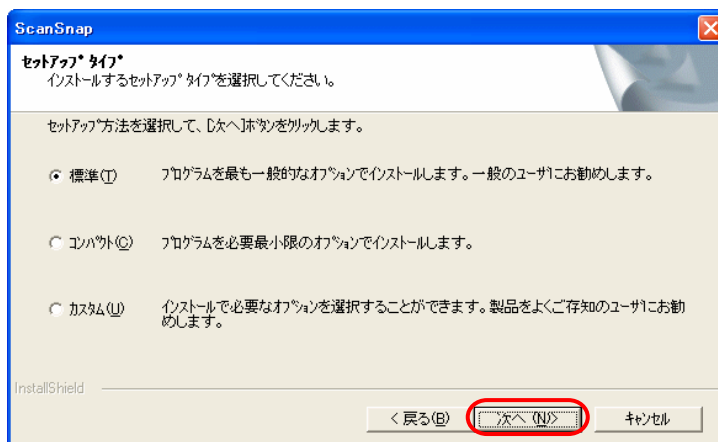 ScanSnap
セットアップ タイプ
インストールするセットアップ タイプを選択してください。
セットアップ方法を選択して、[次へ]ボタンをクリックします。
標準(T) プログラムを最も一般的なオプションでインストールします。一般のユーザにお勧めします。
コンパクト(C) プログラムを必要最小限のオプションでインストールします。
カスタム(U) インストールで必要なオプションを選択することができます。製品をよくご存知のユーザにお勧
めします。
InstallShield
< 戻る(B) 次へ (N)> キャンセル